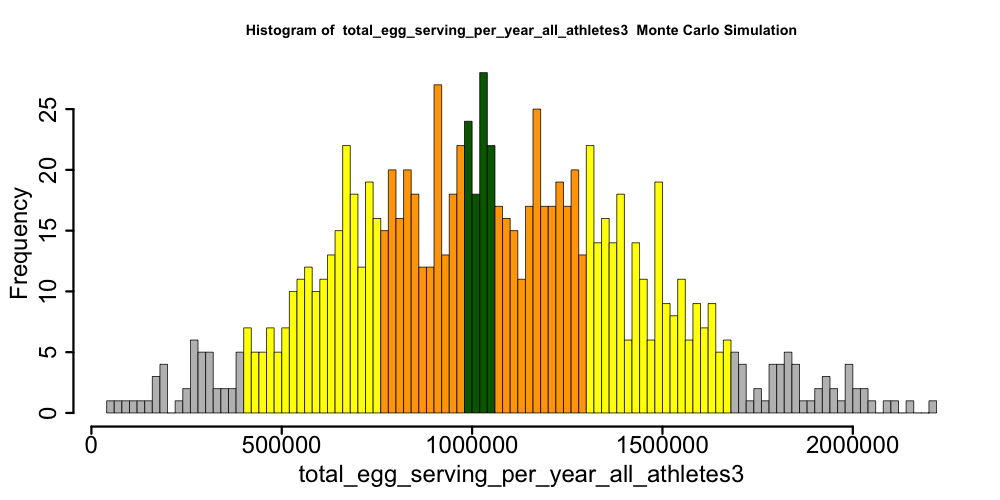 Histogram of  total_egg_serving_per_year_all_athletes3  Monte Carlo Simulation
Frequency
25
20
15
10
5
0
0 500000 1000000 1500000 2000000
total_egg_serving_per_year_all_athletes3